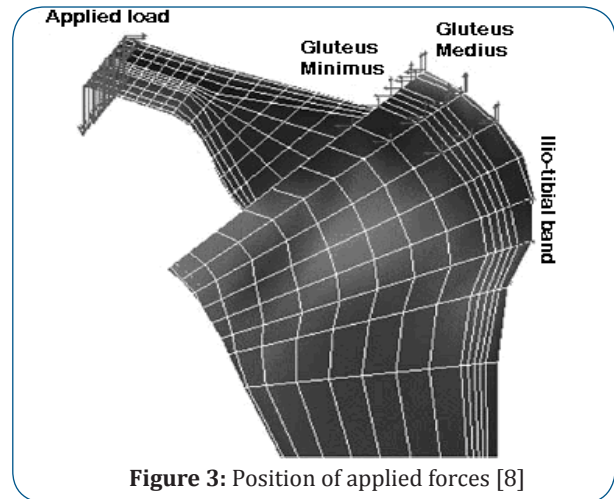 Applied load
Gluteus
Minimus
Gluteus
Medius
Ilio-tibial band
Figure 3: Position of applied forces [8]